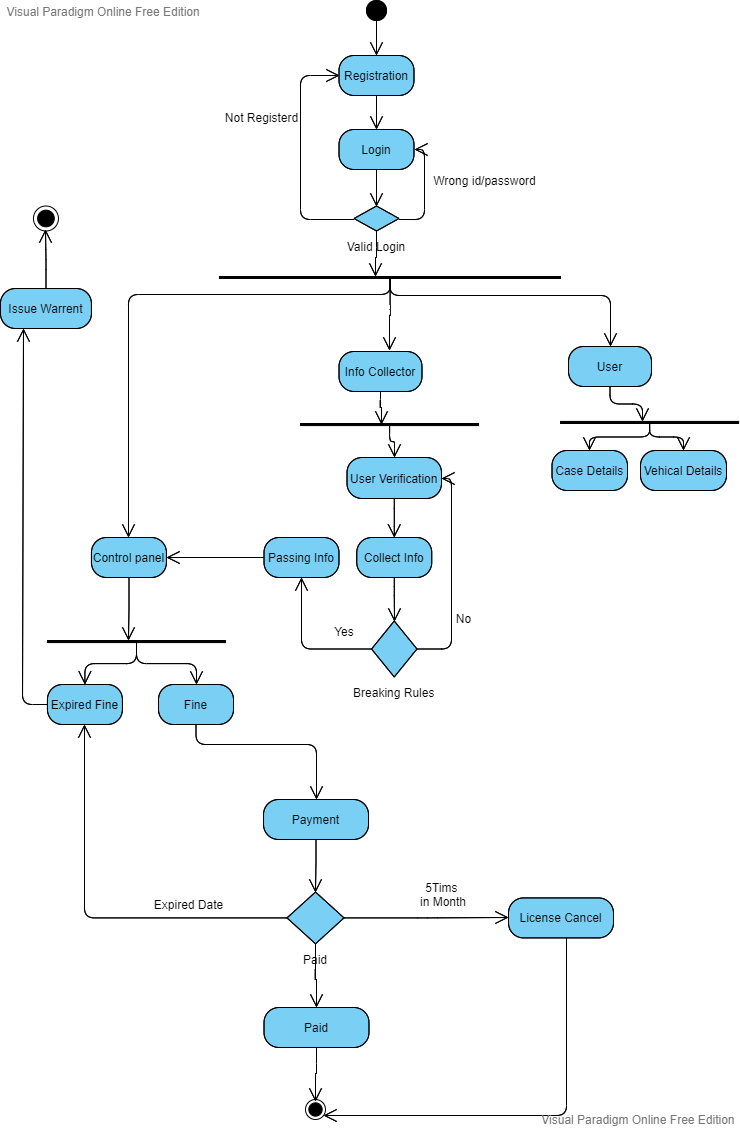 Visual Paradigm Online Free Edition
Registration
Not Registerd
Login
Wrong id/password
Valid Login
Issue Warrent
Info Collector
User
User Verification
Case Details
Vehical Details
Control panel
Passing Info
Collect Info
Yes
No
Breaking Rules
Expired Fine
Fine
Payment
Expired Date
5Tims
in Month
License Cancel
Paid
Paid
Visual Paradigm Online Free Edition